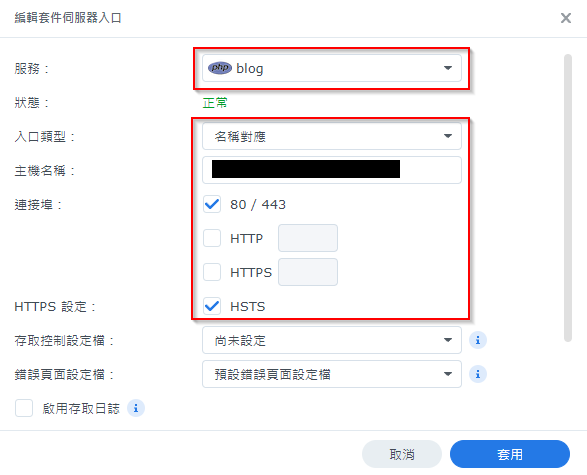 編輯套件伺服器入口
服務：
php blog
狀態：
正常
入口類型：
名稱對應
主機名稱：
連接埠：
80 / 443
HTTP
HTTPS
HTTPS 設定：
HSTS
存取控制設定檔：
尚未設定
錯誤頁面設定檔：
預設錯誤頁面設定檔
啟用存取日誌
取消
套用